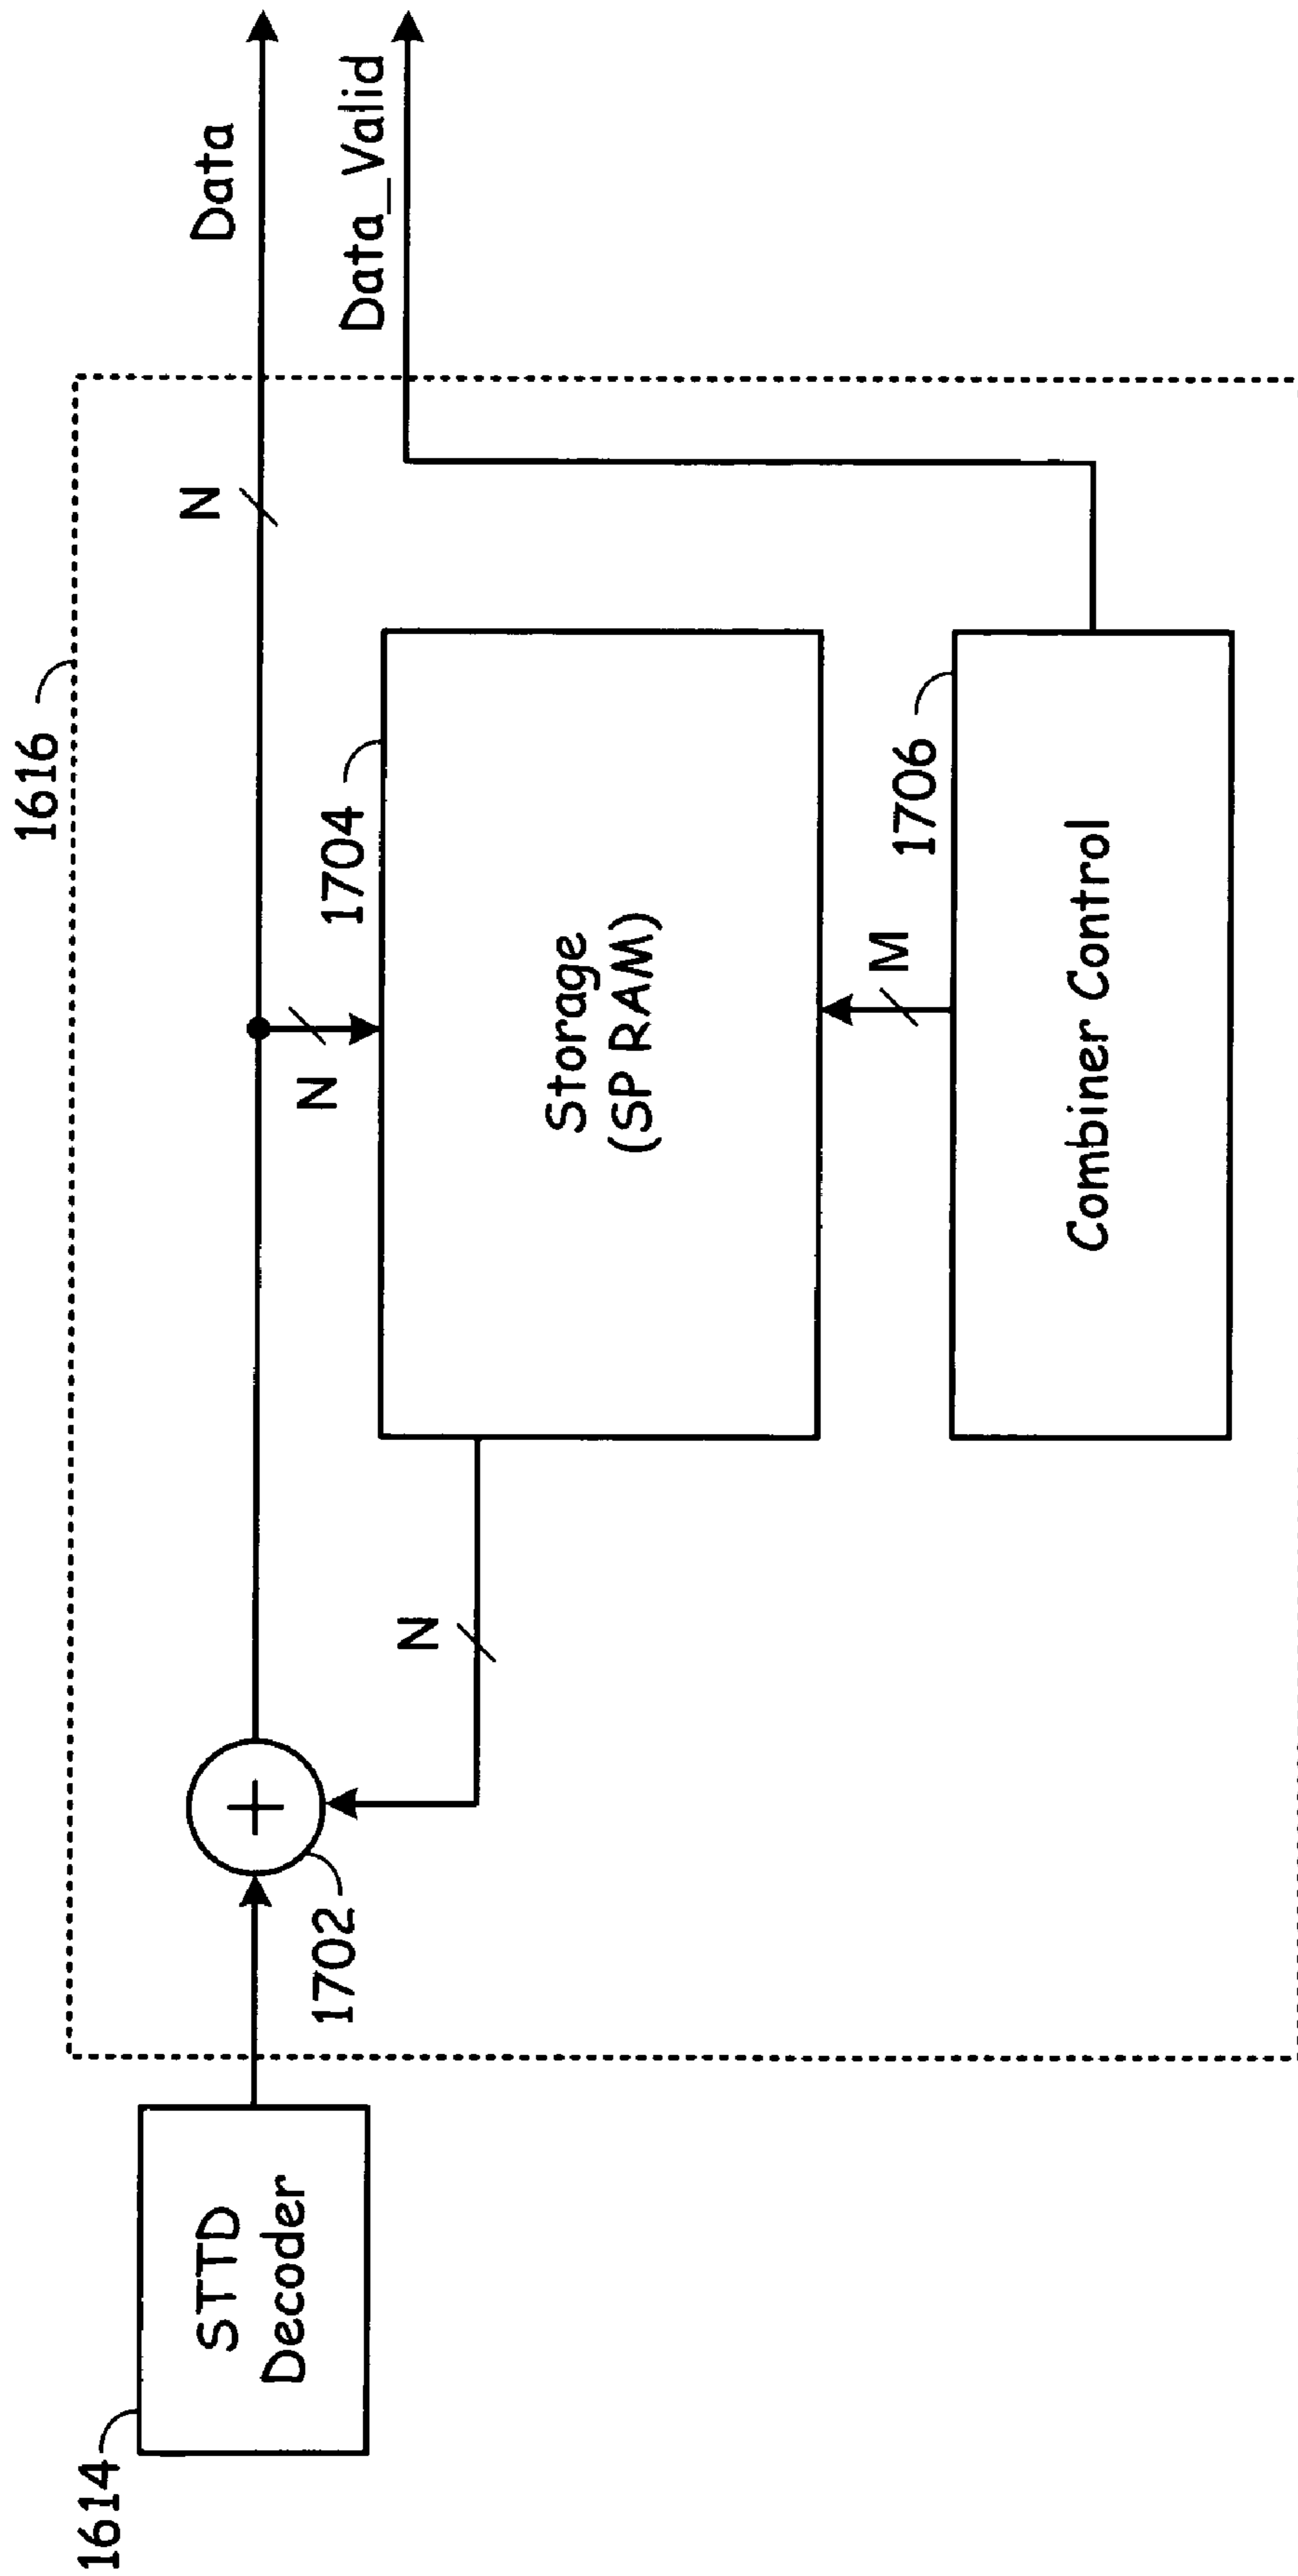 1616
Data
N
Data_Valid
1704
N
Storage
(SP RAM)
N
1706
M
Combiner Control
1702
1614
STTD
Decoder